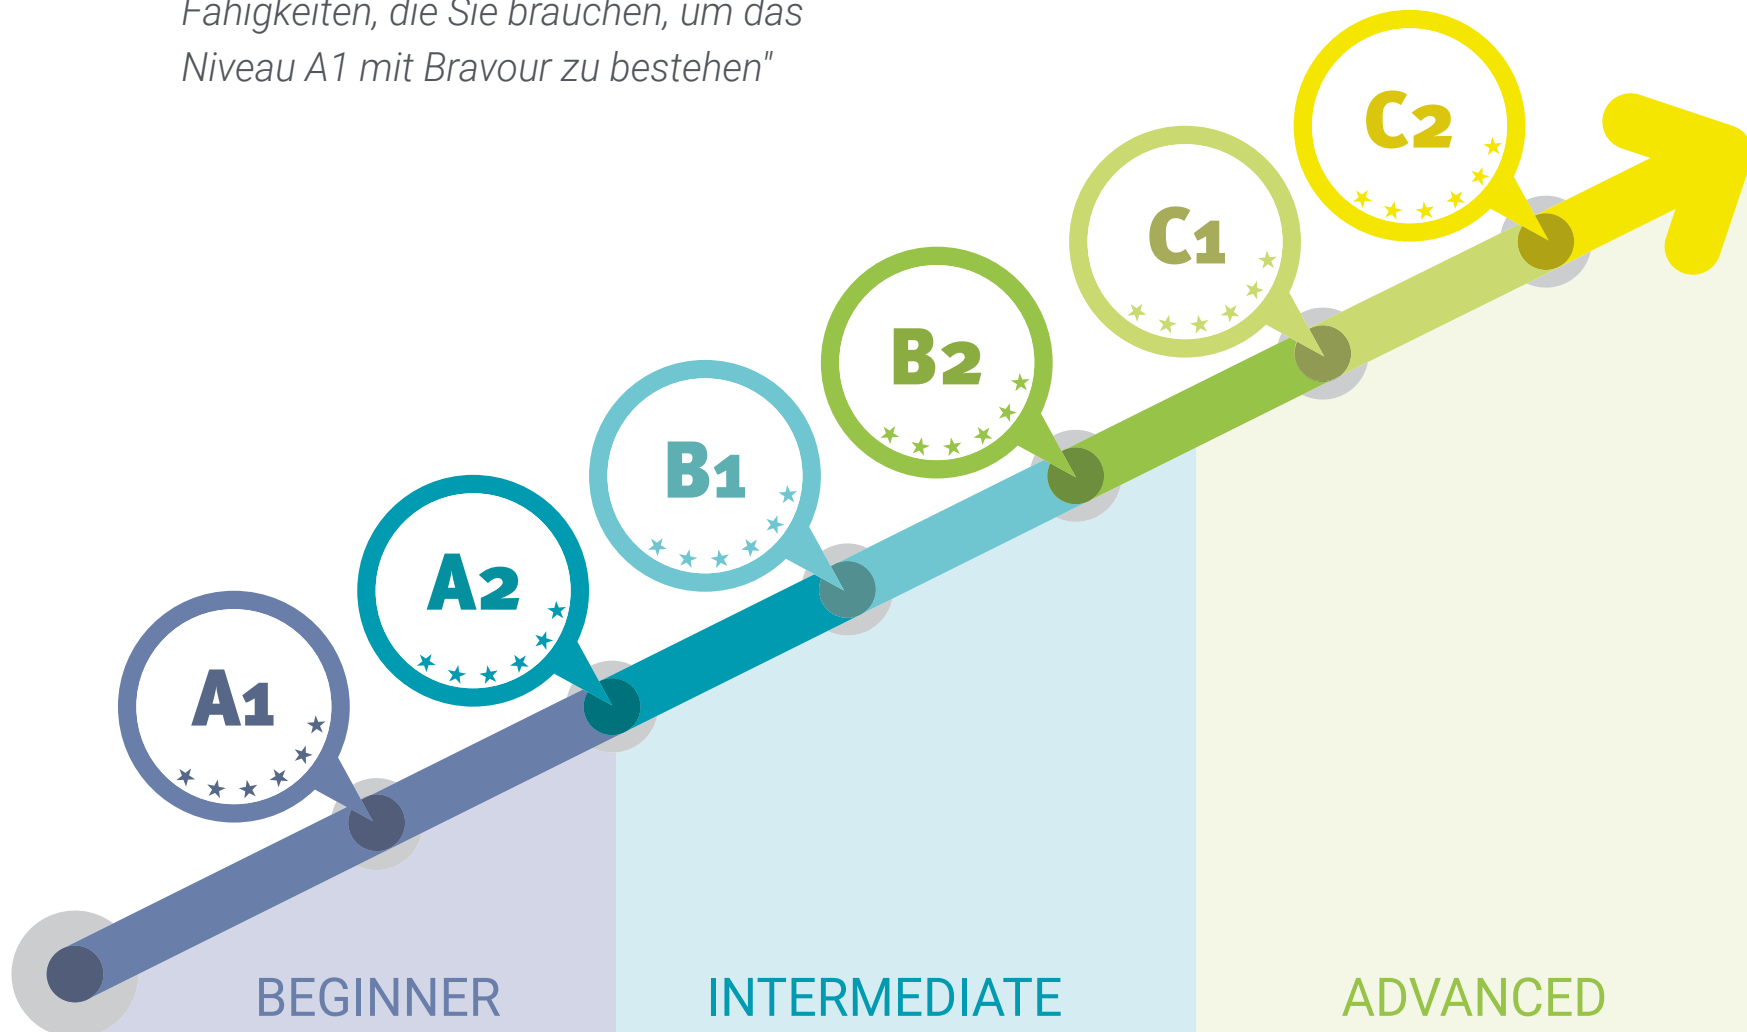 Fähigkeiten, die Sie brauchen, um das
Niveau A1 mit Bravour zu bestehen"
C2
C1
B2
B1
A2
A1
BEGINNER
INTERMEDIATE
ADVANCED